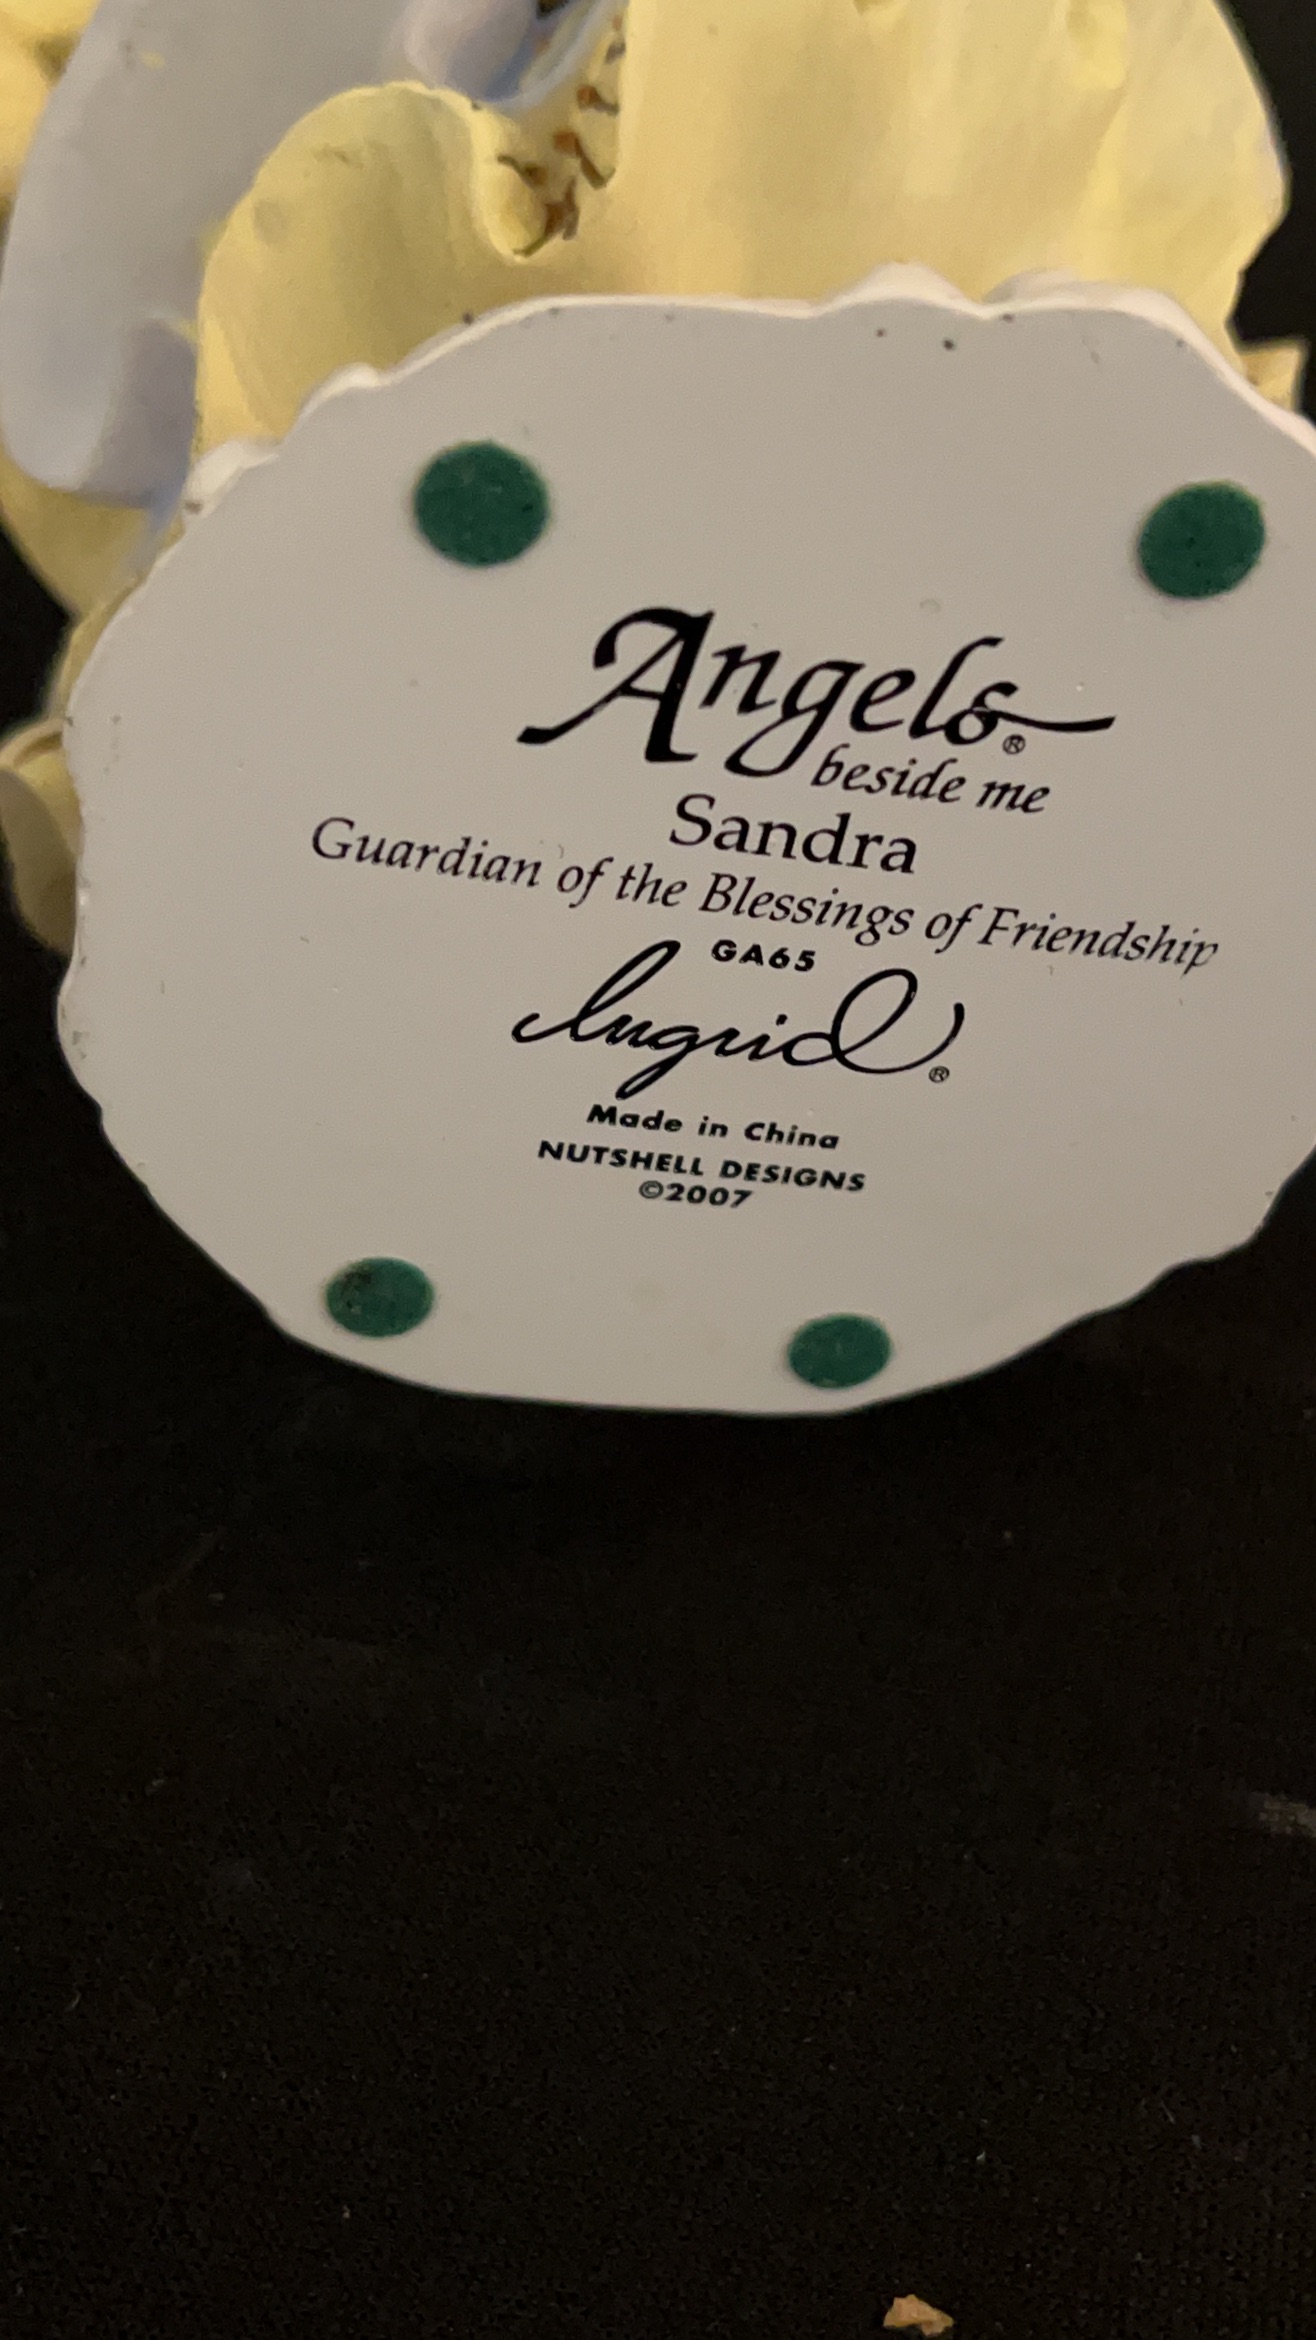 Angels®
beside me
Sandra
Guardian of the Blessings of Friendship
GA65
Ingrid®
Made in China
NUTSHELL DESIGNS
©2007